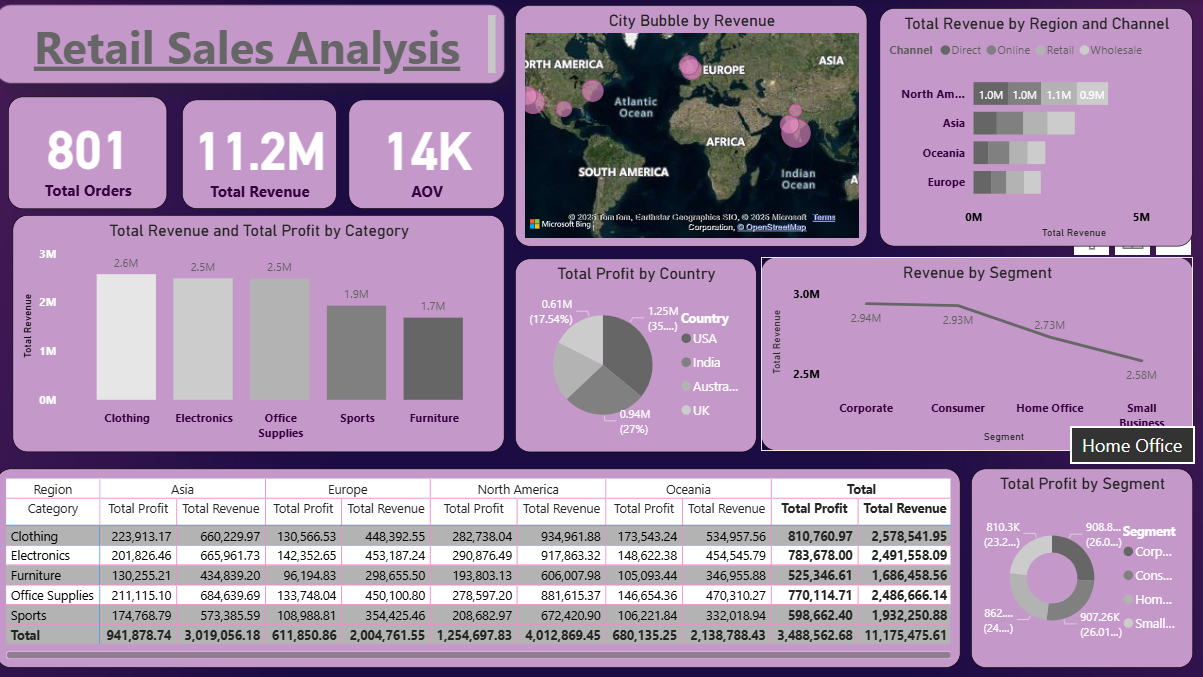 Retail Sales Analysis
801
Total Orders
11.2M
Total Revenue
14K
AOV
City Bubble by Revenue
ORTH AMERICA
EUROPE
ASIA
Atlantic
Ocean
AFRICA
SOUTH AMERICA
Indian
Ocean
A
Microsoft Bing
© 2025 TomTom, Earthstar Geographics SIO, © 2025 Microsoft Terms
Corporation, © OpenStreetMap
Total Revenue by Region and Channel
Channel Direct Online Retail Wholesale
North Am... 1.0M 1.0M 1.1M 0.9M
Asia
Oceania
Europe
0M 5M
Total Revenue
Total Revenue and Total Profit by Category
Total Revenue
3M
2M
1M
0M
2.6M 2.5M 2.5M 1.9M 1.7M
Clothing Electronics Office Supplies Sports Furniture
Total Profit by Country
0.61M
(17.54%)
1.25M
(35....)
0.94M
(27%)
Country
USA
India
Austra...
UK
Revenue by Segment
Total Revenue
3.0M
2.5M
2.94M 2.93M 2.73M 2.58M
Corporate Consumer Home Office Small Business
Segment
Home Office
Region Asia Europe North America Oceania Total
Category Total Profit Total Revenue Total Profit Total Revenue Total Profit Total Revenue Total Profit Total Revenue Total Profit Total Revenue
Clothing 223,913.17 660,229.97 130,566.53 448,392.55 282,738.04 934,961.88 173,543.24 534,957.56 810,760.97 2,578,541.95
Electronics 201,826.46 665,961.73 142,352.65 453,187.24 290,876.49 917,863.32 148,622.38 454,545.79 783,678.00 2,491,558.09
Furniture 130,255.21 434,839.20 96,194.83 298,655.50 193,803.13 606,007.98 105,093.44 346,955.88 525,346.61 1,686,458.56
Office Supplies 211,115.10 684,639.69 133,748.04 450,100.80 278,597.20 881,615.37 146,654.36 470,310.27 770,114.71 2,486,666.14
Sports 174,768.79 573,385.59 108,988.81 354,425.46 208,682.97 672,420.90 106,221.84 332,018.94 598,662.40 1,932,250.88
Total 941,878.74 3,019,056.18 611,850.86 2,004,761.55 1,254,697.83 4,012,869.45 680,135.25 2,138,788.43 3,488,562.68 11,175,475.61
Total Profit by Segment
810.3K
(23.2...)
908.8...
(26.0...)
862....
(24....)
907.26K
(26.01...)
Segment
Corp...
Cons...
Hom...
Small...